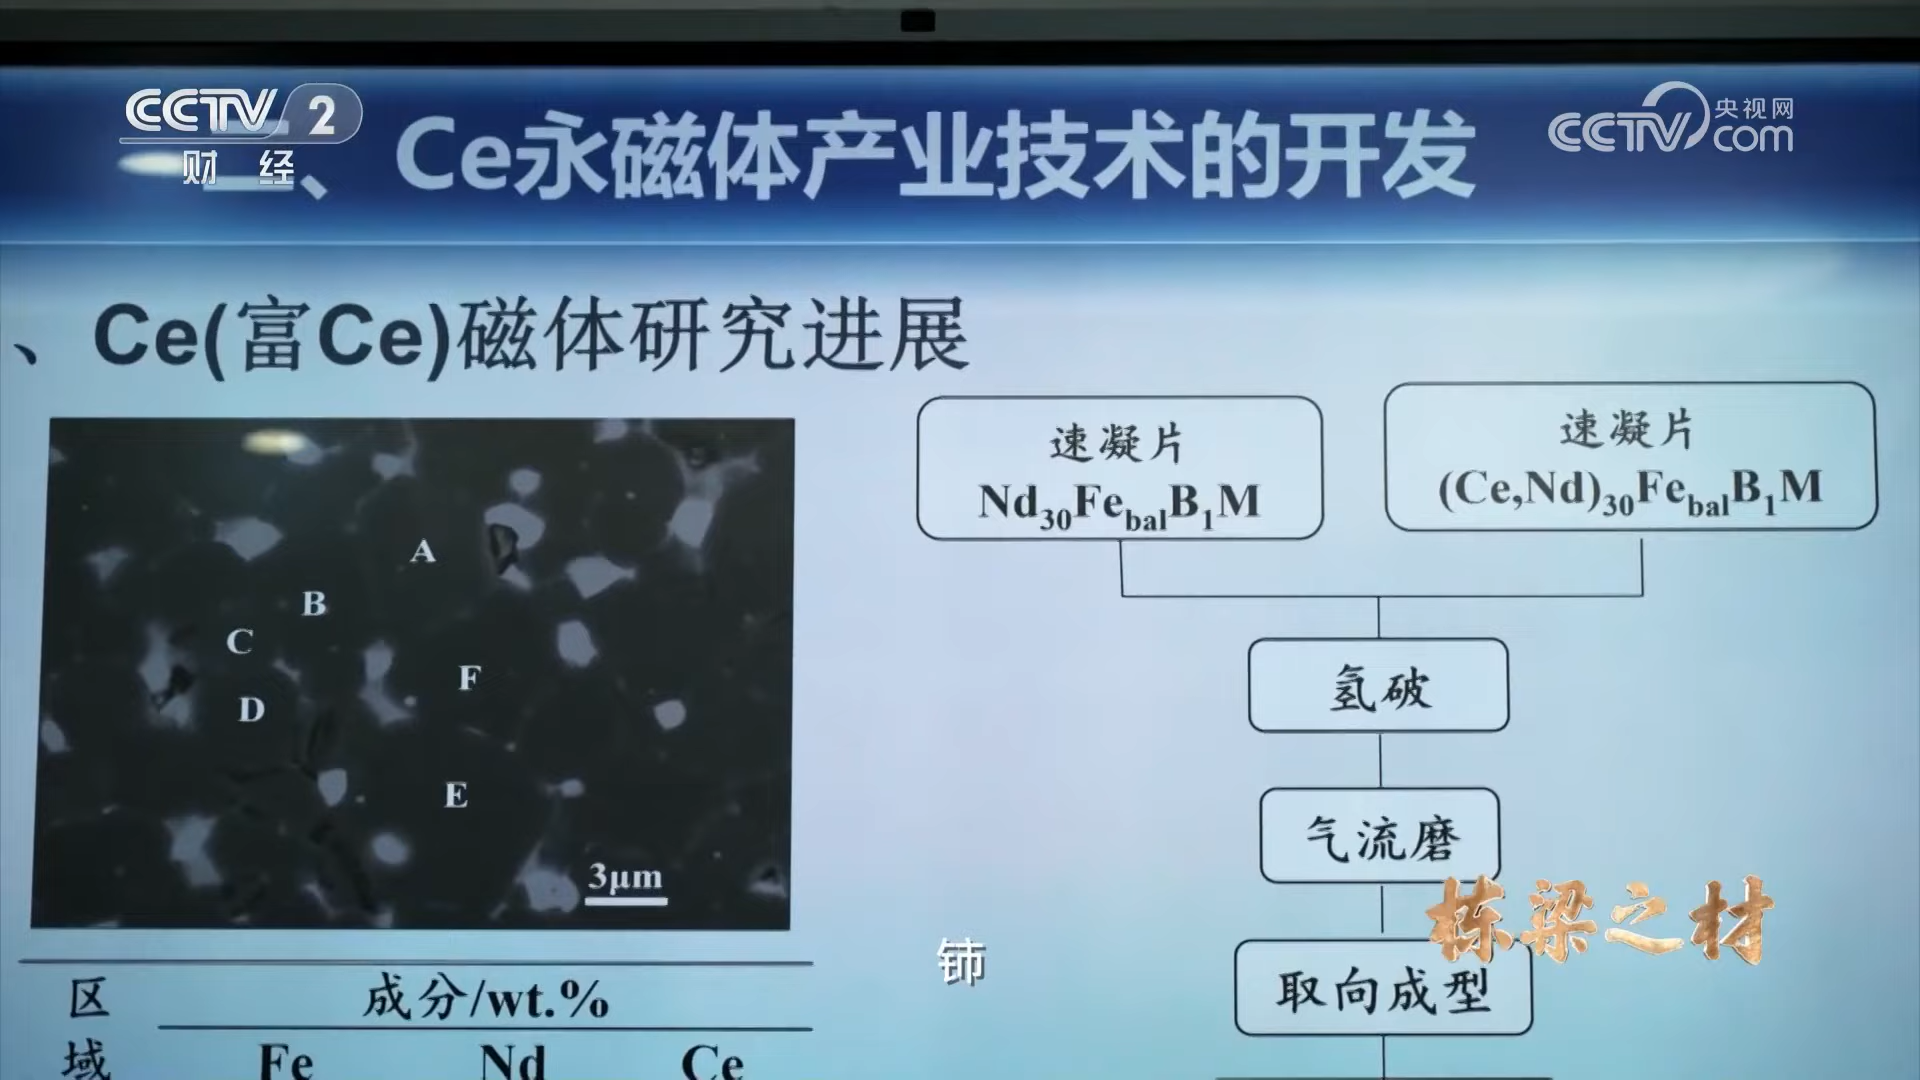 CCTV 2
财 经
央视网
CCTV.com
二、Ce永磁体产业技术的开发
、Ce(富Ce)磁体研究进展
速凝片
Nd30FebalB1M
速凝片
(Ce,Nd)30FebalB1M
氢破
气流磨
取向成型
A
B
C
D
F
E
3μm
区域
成分/wt.%
Fe Nd Ce
栋梁之材
铈